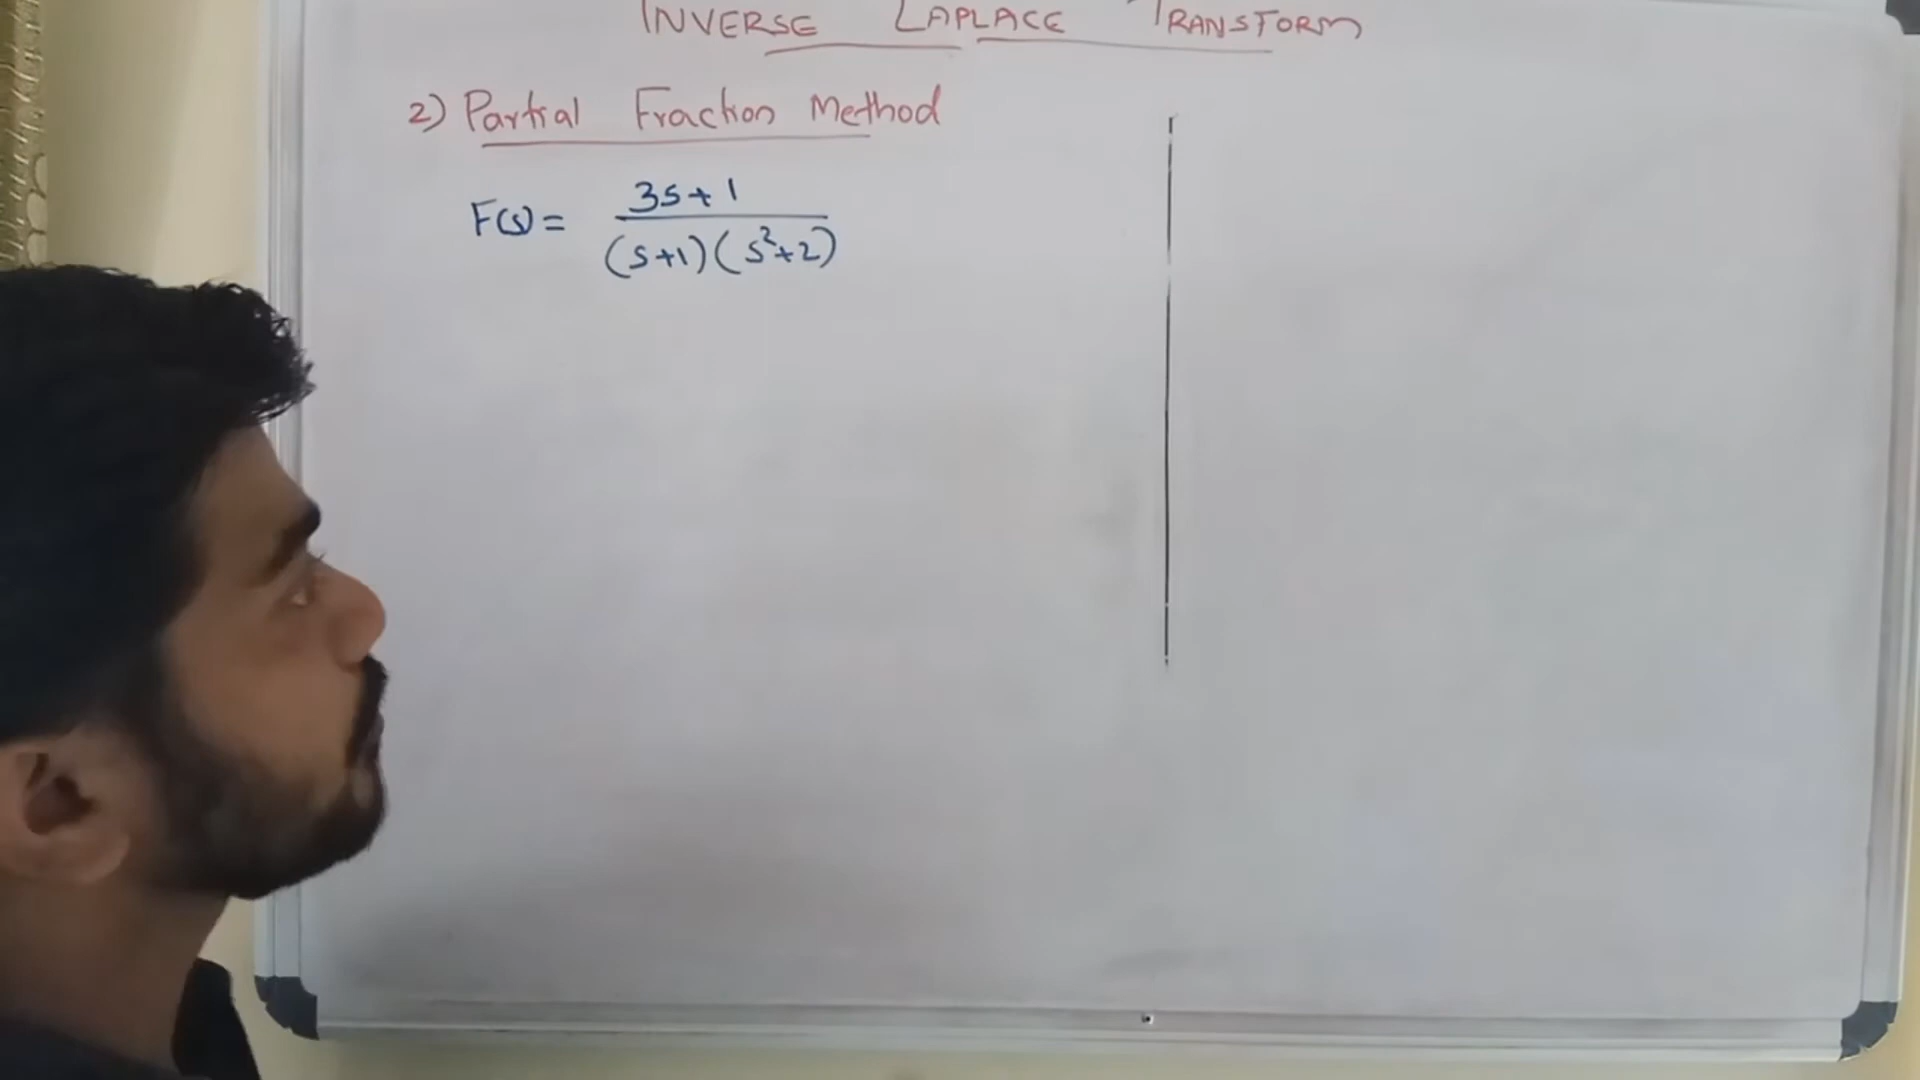 INVERSE LAPLACE TRANSFORM
2) Partial Fraction Method
F(s) = 3s+1 / (s+1)(s²+2)